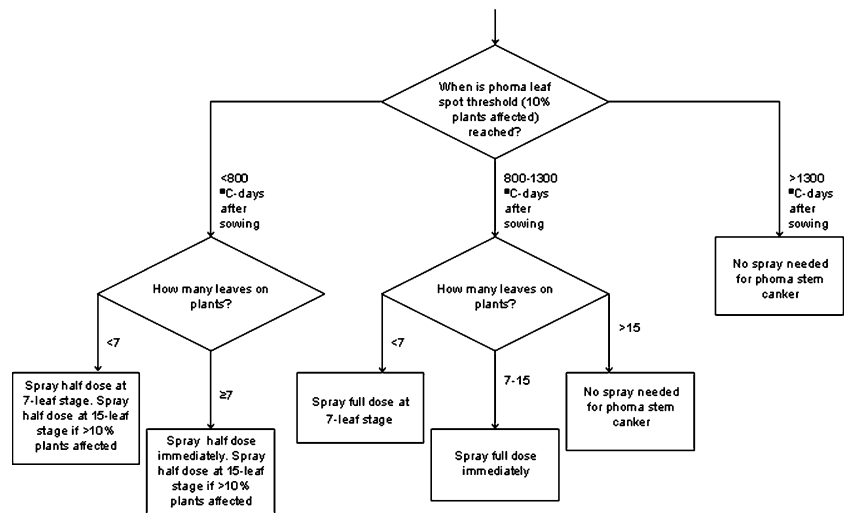 When is phoma leaf
spot threshold (10%
plants affected)
reached?
<800
°C-days
after
sowing
800-1300
°C-days
after
sowing
>1300
°C-days
after
sowing
How many leaves on
plants?
How many leaves on
plants?
No spray needed
for phoma stem
canker
<7
≥7
<7
7-15
>15
Spray half dose at
7-leaf stage. Spray
half dose at 15-leaf
stage if >10%
plants affected
Spray half dose
immediately. Spray
half dose at 15-leaf
stage if >10%
plants affected
Spray full dose at
7-leaf stage
Spray full dose
immediately
No spray needed
for phoma stem
canker